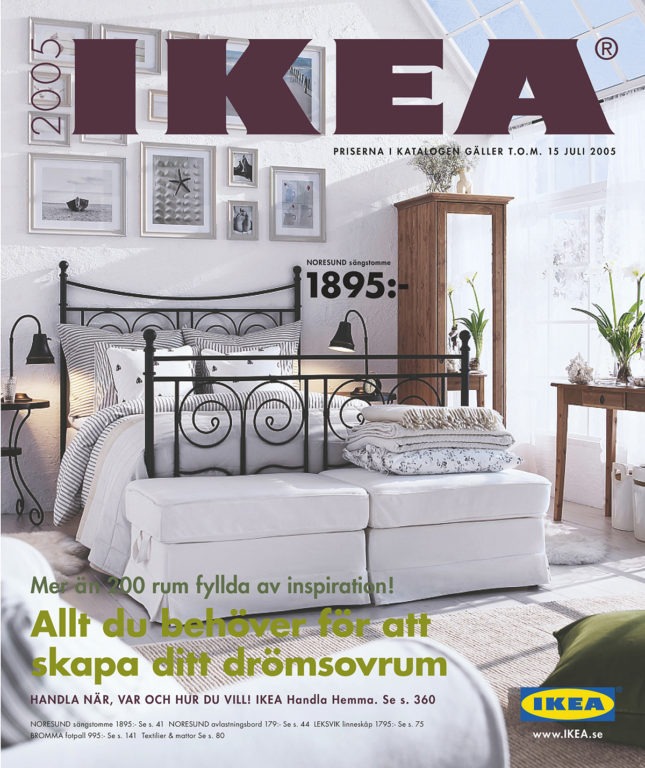 2005
IKEA®
PRISERNA I KATALOGEN GÄLLER T.O.M. 15 JULI 2005
NORESUND sängstomme
1895:-
Mer än 200 rum fyllda av inspiration!
Allt du behöver för att
skapa ditt drömsovrum
HANDLA NÄR, VAR OCH HUR DU VILL! IKEA Handla Hemma. Se s. 360
NORESUND sängstomme 1895:- Se s. 41 NORESUND avlastningsbord 179:- Se s. 44 LEKSVIK linneskåp 1795:- Se s. 75
BROMMA fotpall 995:- Se s. 141 Textilier & mattor Se s. 80
IKEA
www.IKEA.se